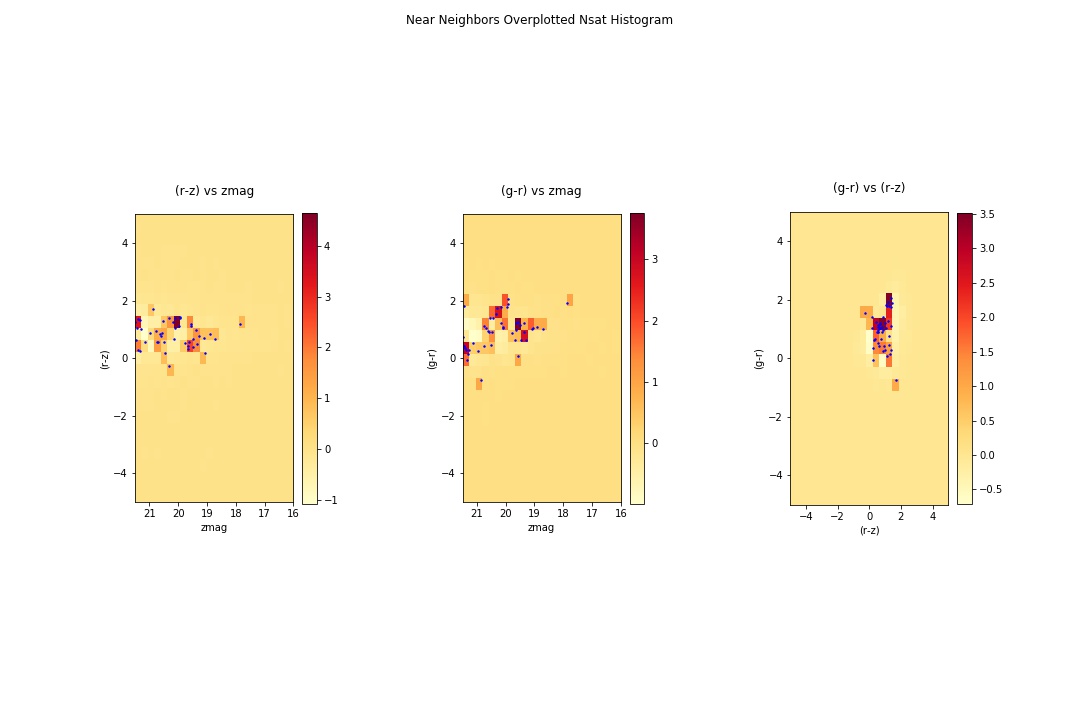 Near Neighbors Overplotted Nsat Histogram
(r-z) vs zmag
4
2
0
−2
−4
(r-z)
21 20 19 18 17 16
zmag
4
3
2
1
0
−1
(g-r) vs zmag
4
2
0
−2
−4
(g-r)
21 20 19 18 17 16
zmag
3
2
1
0
(g-r) vs (r-z)
4
2
0
−2
−4
(g-r)
−4 −2 0 2 4
(r-z)
3.5
3.0
2.5
2.0
1.5
1.0
0.5
0.0
−0.5